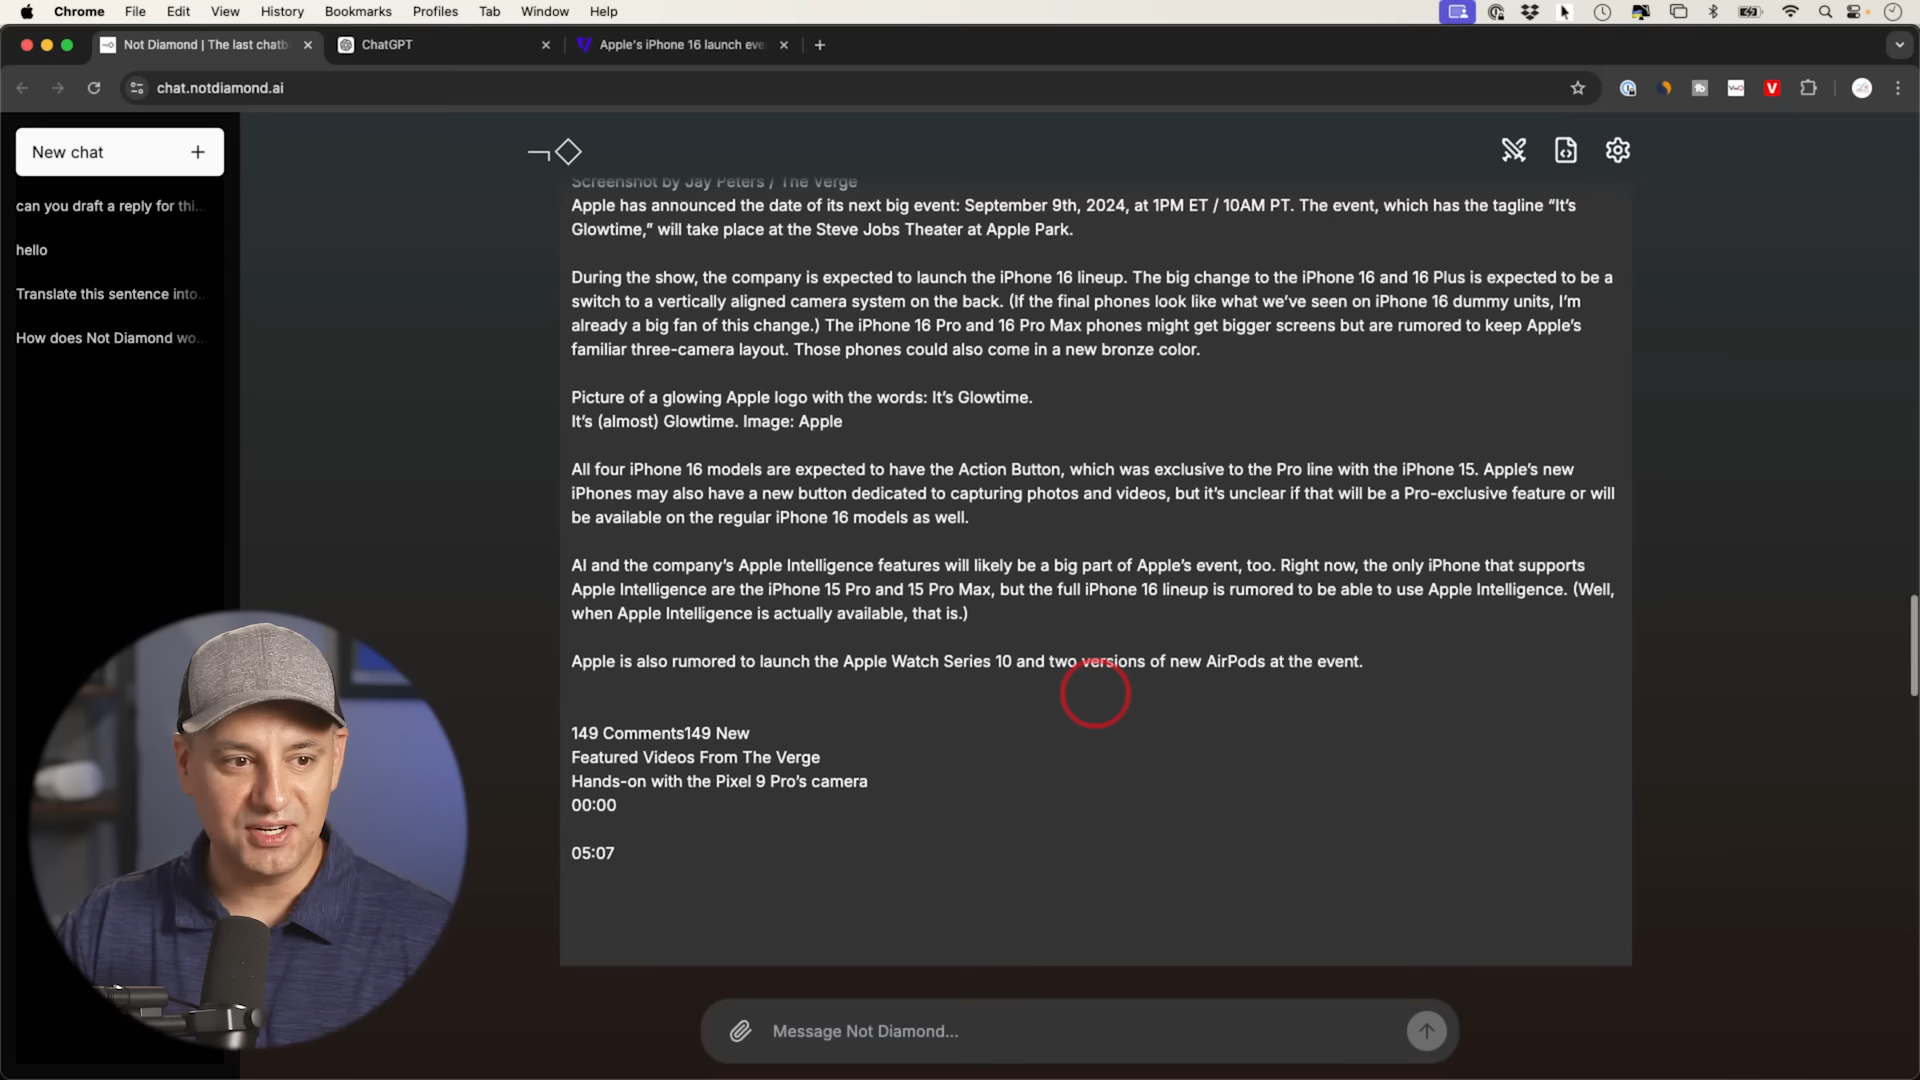 Chrome File Edit View History Bookmarks Profiles Tab Window Help
Not Diamond | The last chatb
ChatGPT
Apple's iPhone 16 launch eve
chat.notdiamond.ai
New chat
can you draft a reply for thi...
hello
Translate this sentence into...
How does Not Diamond wo...
Screenshot by Jay Peters / The Verge
Apple has announced the date of its next big event: September 9th, 2024, at 1PM ET / 10AM PT. The event, which has the tagline “It’s
Glowtime,” will take place at the Steve Jobs Theater at Apple Park.
During the show, the company is expected to launch the iPhone 16 lineup. The big change to the iPhone 16 and 16 Plus is expected to be a
switch to a vertically aligned camera system on the back. (If the final phones look like what we’ve seen on iPhone 16 dummy units, I’m
already a big fan of this change.) The iPhone 16 Pro and 16 Pro Max phones might get bigger screens but are rumored to keep Apple’s
familiar three-camera layout. Those phones could also come in a new bronze color.
Picture of a glowing Apple logo with the words: It’s Glowtime.
It’s (almost) Glowtime. Image: Apple
All four iPhone 16 models are expected to have the Action Button, which was exclusive to the Pro line with the iPhone 15. Apple’s new
iPhones may also have a new button dedicated to capturing photos and videos, but it’s unclear if that will be a Pro-exclusive feature or will
be available on the regular iPhone 16 models as well.
AI and the company’s Apple Intelligence features will likely be a big part of Apple’s event, too. Right now, the only iPhone that supports
Apple Intelligence are the iPhone 15 Pro and 15 Pro Max, but the full iPhone 16 lineup is rumored to be able to use Apple Intelligence. (Well,
when Apple Intelligence is actually available, that is.)
Apple is also rumored to launch the Apple Watch Series 10 and two versions of new AirPods at the event.
149 Comments149 New
Featured Videos From The Verge
Hands-on with the Pixel 9 Pro’s camera
00:00
05:07
Message Not Diamond...